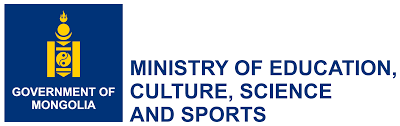 GOVERNMENT OF
MONGOLIA
MINISTRY OF EDUCATION,
CULTURE, SCIENCE
AND SPORTS